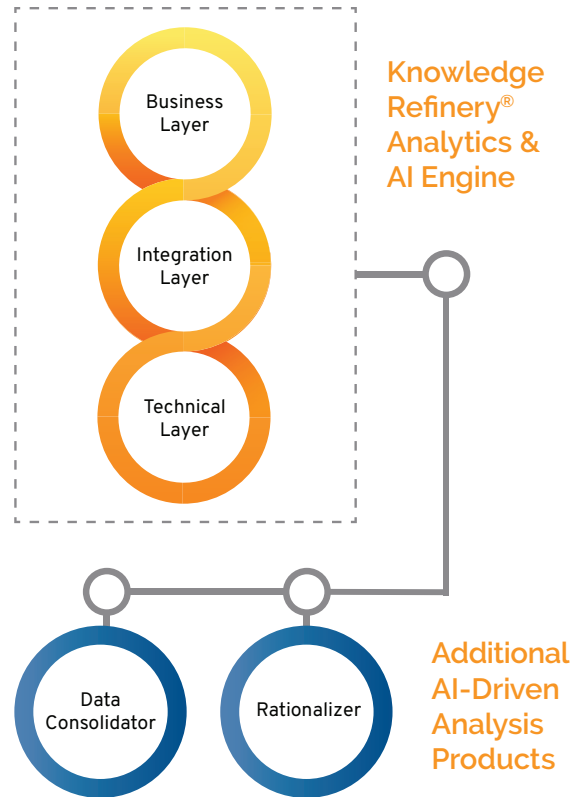 Business
Layer
Knowledge
Refinery®
Analytics &
AI Engine
Integration
Layer
Technical
Layer
Data
Consolidator
Rationalizer
Additional
AI-Driven
Analysis
Products